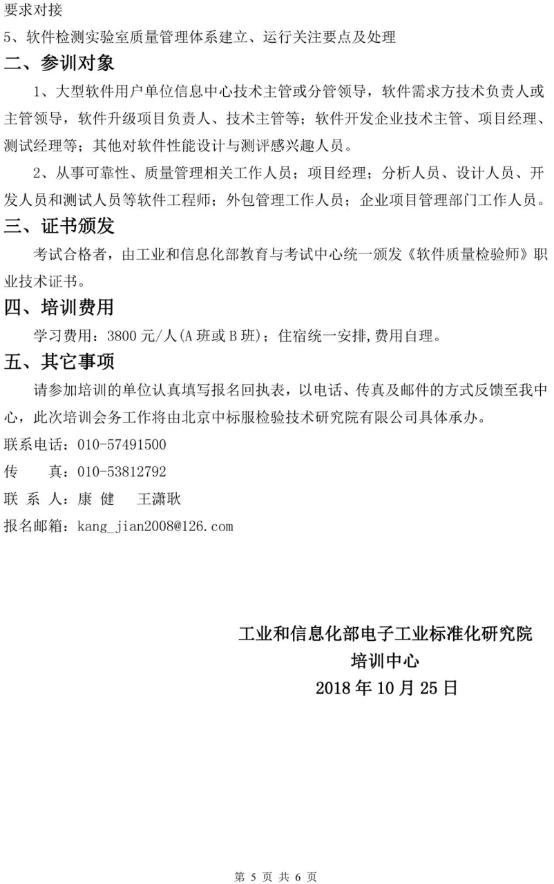 要求对接
5、软件检测实验室质量管理体系建立、运行关注要点及处理
二、参训对象
1、大型软件用户单位信息中心技术主管或分管领导，软件需求方技术负责人或
主管领导，软件升级项目负责人、技术主管等；软件开发企业技术主管、项目经理、
测试经理等；其他对软件性能设计与测评感兴趣人员。
2、从事可靠性、质量管理相关工作人员；项目经理；分析人员、设计人员、开
发人员和测试人员等软件工程师；外包管理工作人员；企业项目管理部门工作人员。
三、证书颁发
考试合格者，由工业和信息化部教育与考试中心统一颁发《软件质量检验师》职
业技术证书。
四、培训费用
学习费用：3800 元/人(A 班或 B 班)；住宿统一安排,费用自理。
五、其它事项
请参加培训的单位认真填写报名回执表，以电话、传真及邮件的方式反馈至我中
心，此次培训会务工作将由北京中标服检验技术研究院有限公司具体承办。
联系电话：010-57491500
传　　真：010-53812792
联 系 人：康 健　王潇耿
报名邮箱：kang_jian2008@126.com
工业和信息化部电子工业标准化研究院
培训中心
2018 年 10 月 25 日
第 5 页 共 6 页